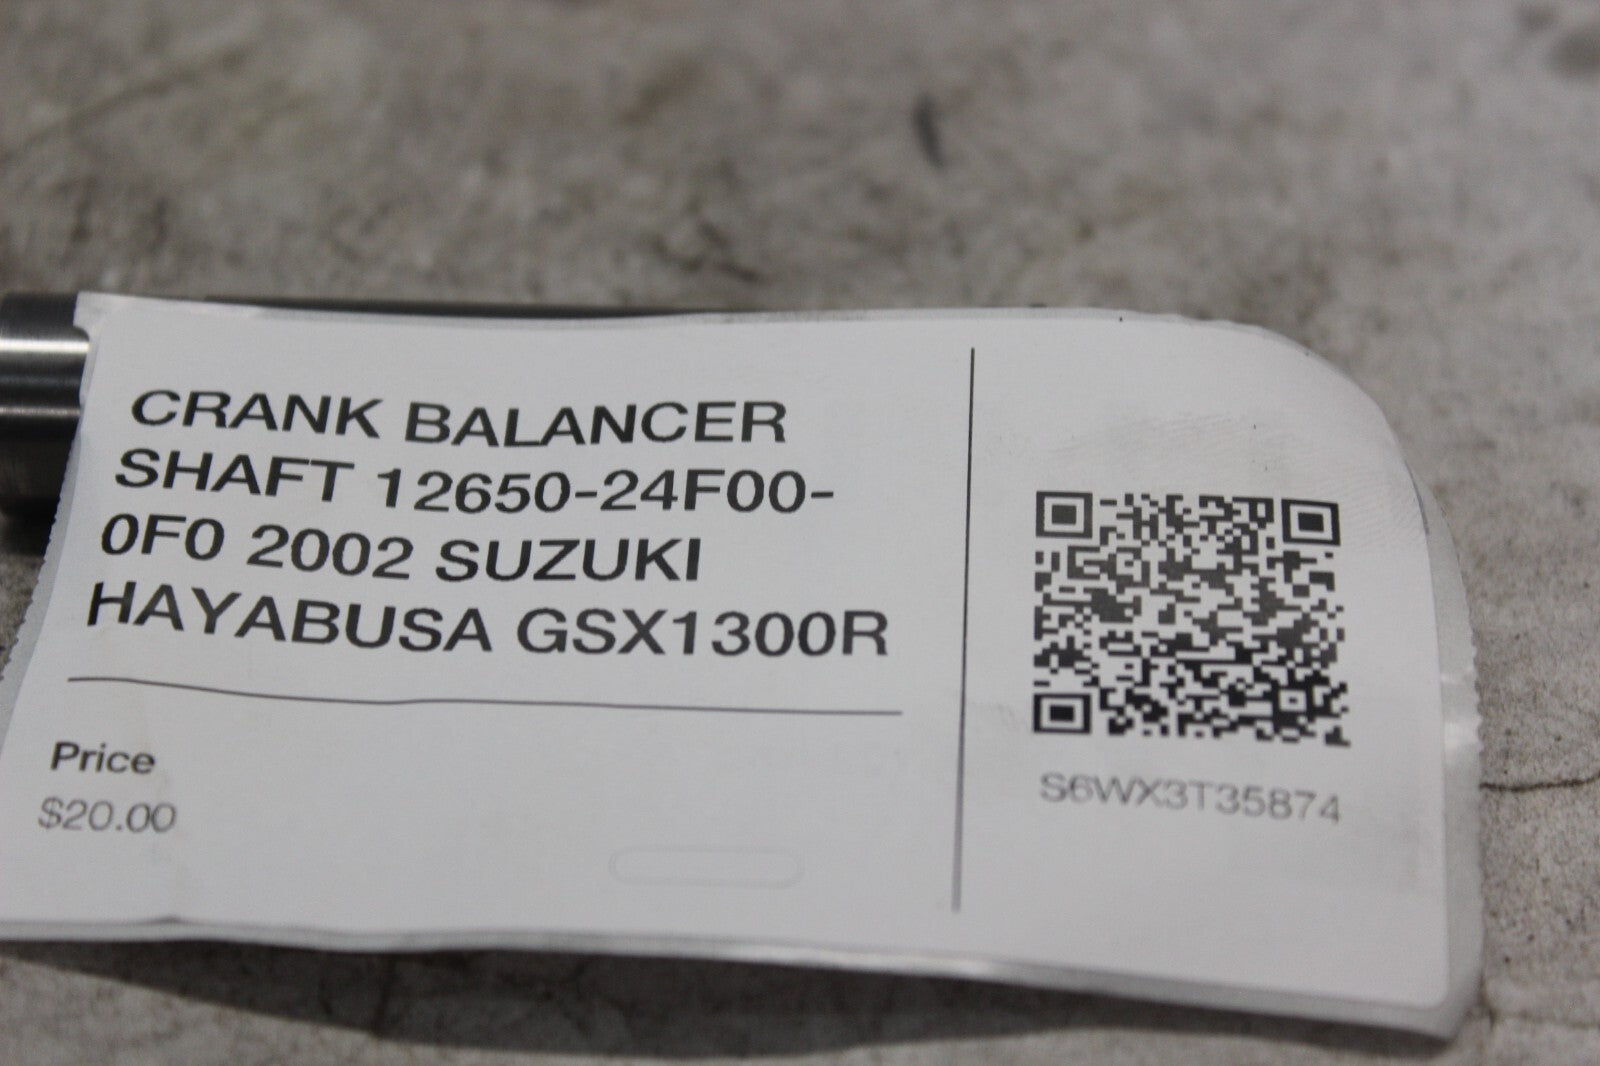 CRANK BALANCER
SHAFT 12650-24F00-
0F0 2002 SUZUKI
HAYABUSA GSX1300R
Price
$20.00
S6WX3T35874